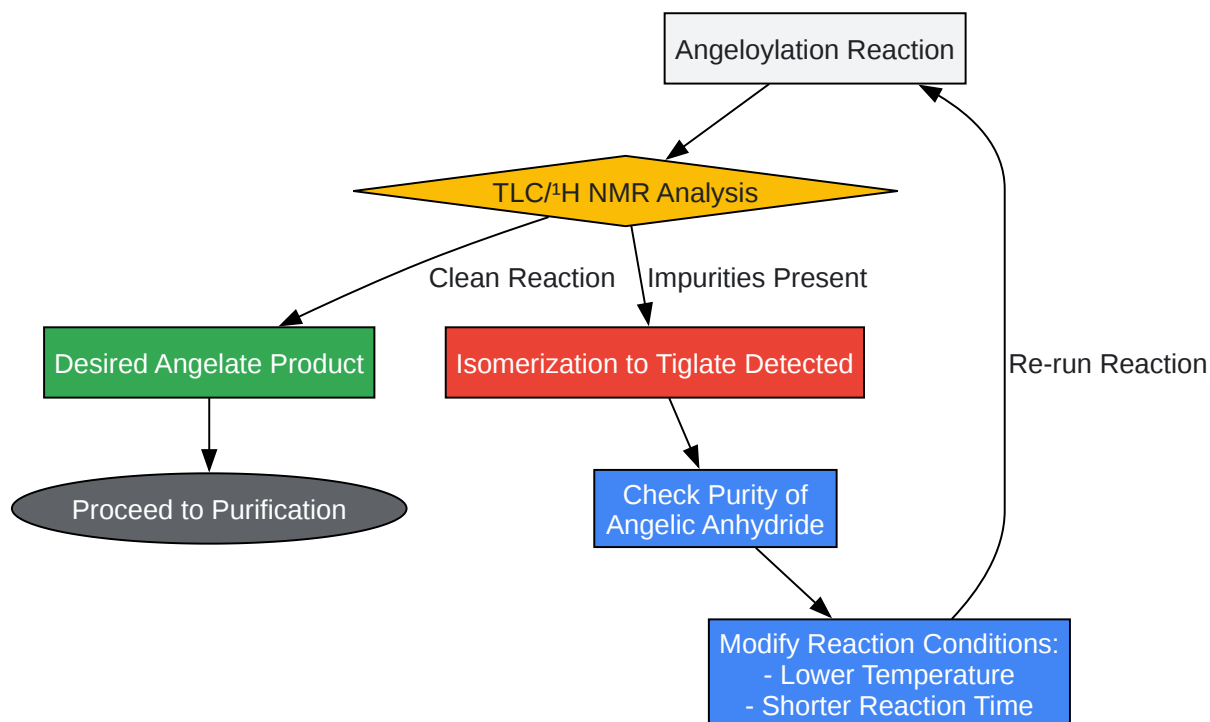 Angeloylation Reaction
TLC/¹H NMR Analysis
Clean Reaction
Impurities Present
Desired Angelate Product
Isomerization to Tiglate Detected
Re-run Reaction
Proceed to Purification
Check Purity of
Angelic Anhydride
Modify Reaction Conditions:
- Lower Temperature
- Shorter Reaction Time